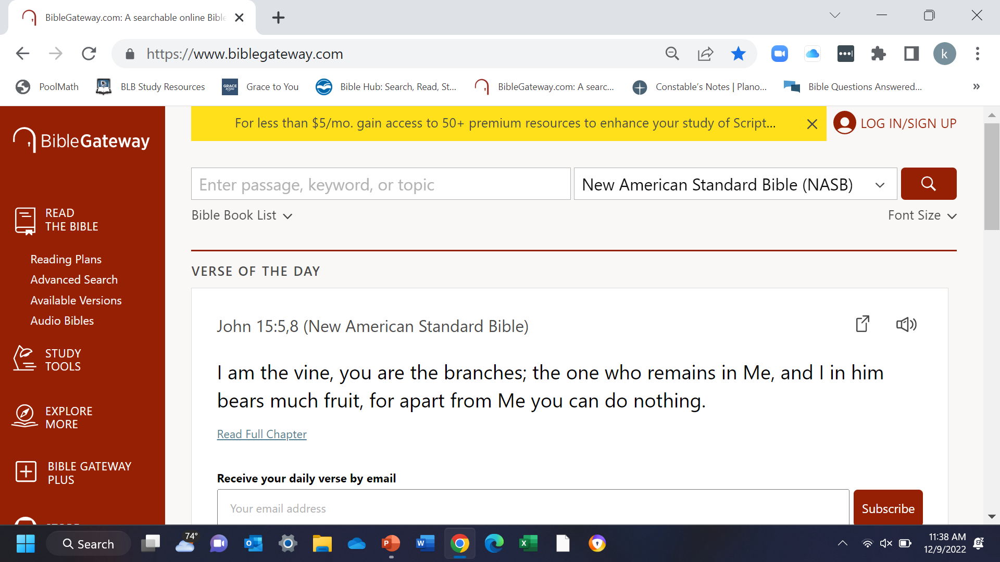 BibleGateway.com: A searchable online Bible
https://www.biblegateway.com
k
PoolMath
BLB Study Resources
GRACE
Grace to You
Bible Hub: Search, Read, St...
BibleGateway.com: A searc...
Constable's Notes | Plano...
Bible Questions Answered...
»
BibleGateway
For less than $5/mo. gain access to 50+ premium resources to enhance your study of Script...
LOG IN/SIGN UP
Enter passage, keyword, or topic
New American Standard Bible (NASB)
Bible Book List
Font Size
READ
THE BIBLE
Reading Plans
Advanced Search
Available Versions
Audio Bibles
STUDY
TOOLS
EXPLORE
MORE
BIBLE GATEWAY
PLUS
VERSE OF THE DAY
John 15:5,8 (New American Standard Bible)
I am the vine, you are the branches; the one who remains in Me, and I in him
bears much fruit, for apart from Me you can do nothing.
Read Full Chapter
Receive your daily verse by email
Your email address
Subscribe
Search
74°
11:38 AM
12/9/2022